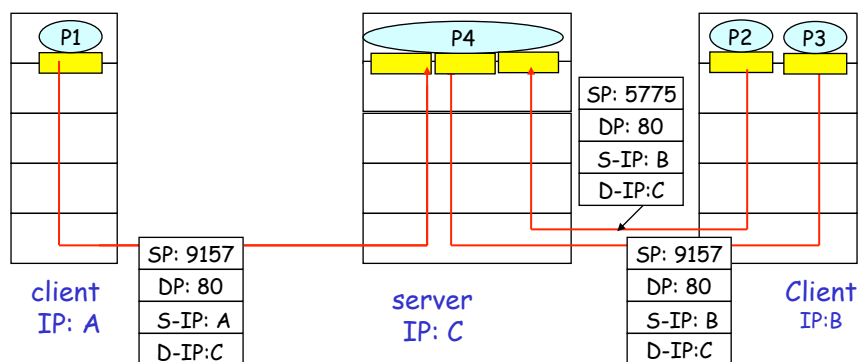 P1
P4
P2
P3
SP: 5775
DP: 80
S-IP: B
D-IP:C
SP: 9157
DP: 80
S-IP: A
D-IP:C
SP: 9157
DP: 80
S-IP: B
D-IP:C
client
IP: A
server
IP: C
Client
IP:B